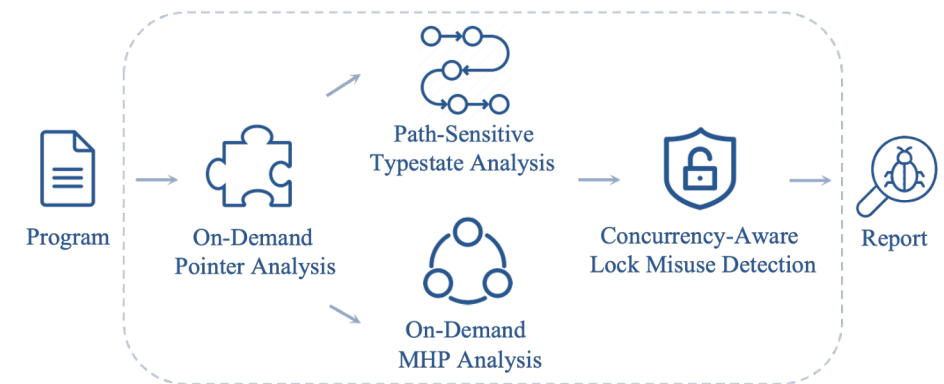 Path-Sensitive
Typestate Analysis
Program
On-Demand
Pointer Analysis
Concurrency-Aware
Lock Misuse Detection
Report
On-Demand
MHP Analysis